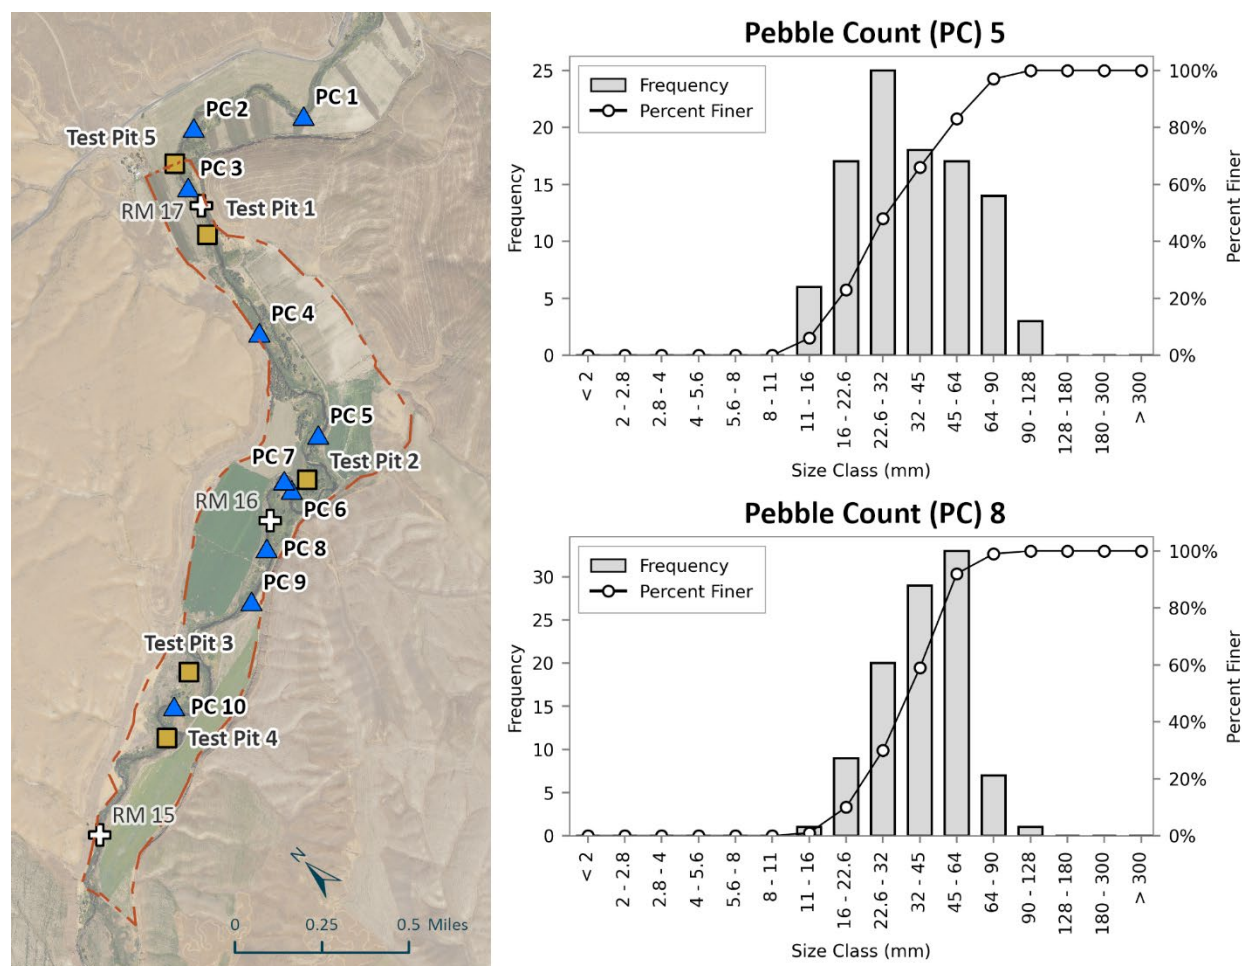 PC 1
PC 2
Test Pit 5
PC 3
RM 17
Test Pit 1
PC 4
PC 5
PC 7
Test Pit 2
RM 16
PC 6
PC 8
PC 9
Test Pit 3
PC 10
Test Pit 4
RM 15
N
0 0.25 0.5 Miles
Pebble Count (PC) 5
Frequency
Percent Finer
25
20
15
10
5
0
Frequency
100%
80%
60%
40%
20%
0%
Percent Finer
< 2
2 - 2.8
2.8 - 4
4 - 5.6
5.6 - 8
8 - 11
11 - 16
16 - 22.6
22.6 - 32
32 - 45
45 - 64
64 - 90
90 - 128
128 - 180
180 - 300
> 300
Size Class (mm)
Pebble Count (PC) 8
Frequency
Percent Finer
30
25
20
15
10
5
0
Frequency
100%
80%
60%
40%
20%
0%
Percent Finer
< 2
2 - 2.8
2.8 - 4
4 - 5.6
5.6 - 8
8 - 11
11 - 16
16 - 22.6
22.6 - 32
32 - 45
45 - 64
64 - 90
90 - 128
128 - 180
180 - 300
> 300
Size Class (mm)